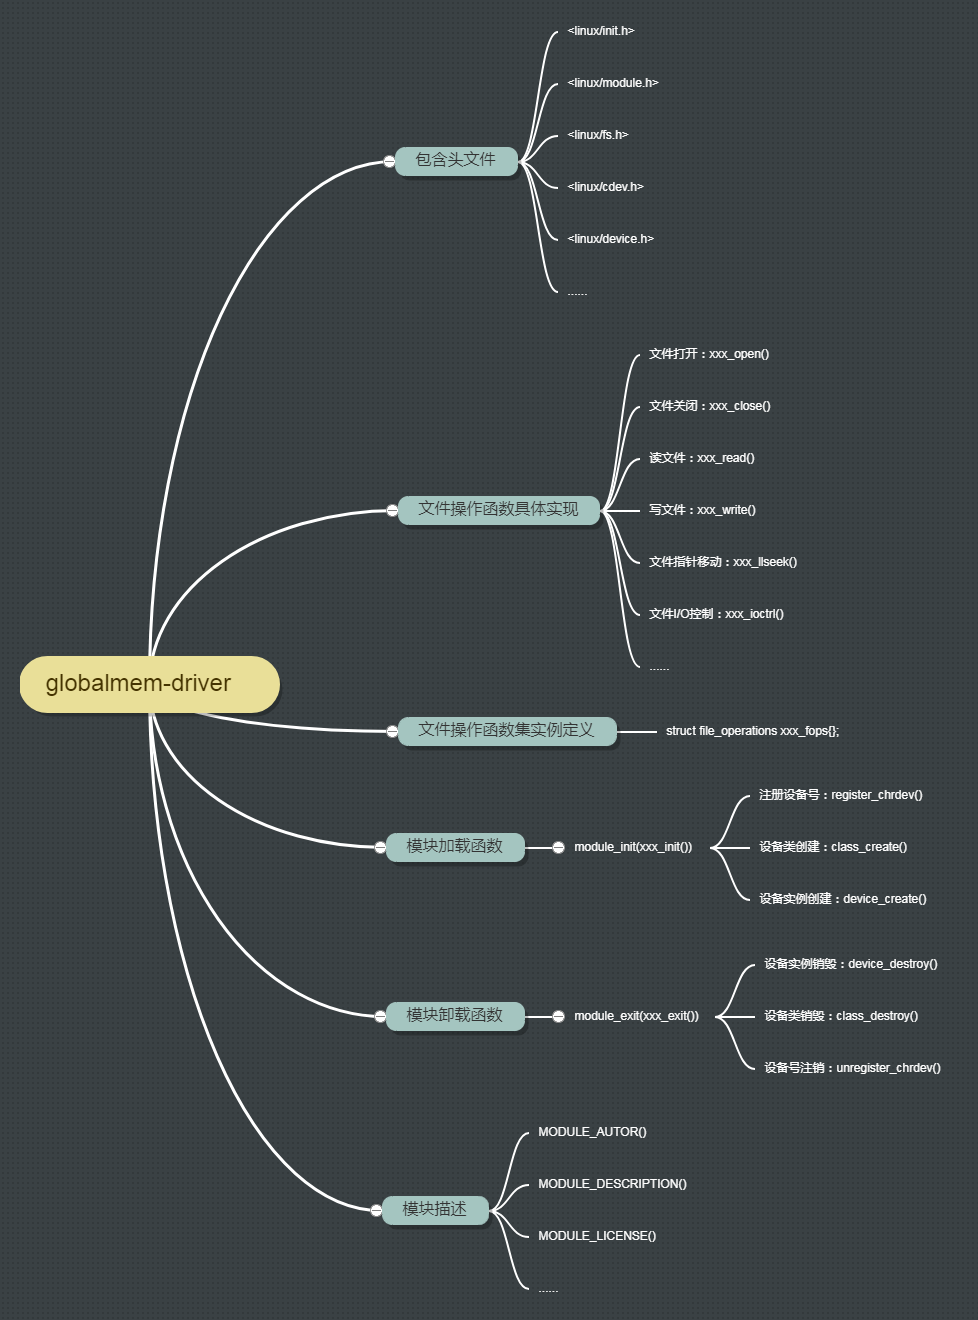 globalmem-driver
包含头文件
<linux/init.h>
<linux/module.h>
<linux/fs.h>
<linux/cdev.h>
<linux/device.h>
......
文件操作函数具体实现
文件打开：xxx_open()
文件关闭：xxx_close()
读文件：xxx_read()
写文件：xxx_write()
文件指针移动：xxx_llseek()
文件I/O控制：xxx_ioctrl()
......
文件操作函数集实例定义
struct file_operations xxx_fops{};
模块加载函数
module_init(xxx_init())
注册设备号：register_chrdev()
设备类创建：class_create()
设备实例创建：device_create()
模块卸载函数
module_exit(xxx_exit())
设备实例销毁：device_destroy()
设备类销毁：class_destroy()
设备号注销：unregister_chrdev()
模块描述
MODULE_AUTOR()
MODULE_DESCRIPTION()
MODULE_LICENSE()
......